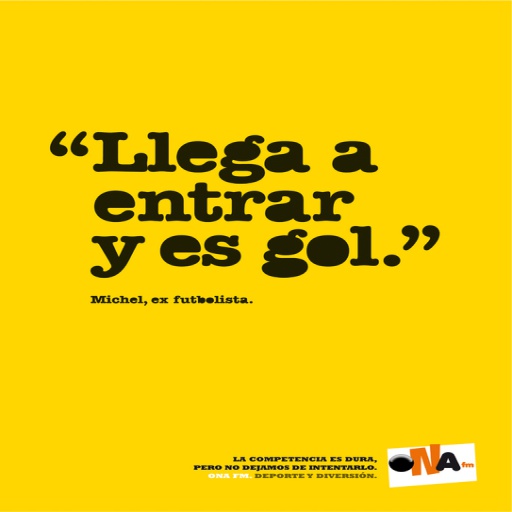 “Llega a
entrar
y es gol.”
Michel, ex futbolista.
LA COMPETENCIA ES DURA,
PERO NO DEJAMOS DE INTENTARLO.
ONA FM. DEPORTE Y DIVERSIÓN.
ONA fm